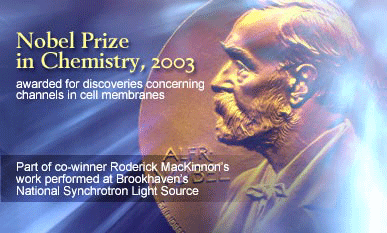 Nobel Prize
in Chemistry, 2003
awarded for discoveries concerning
channels in cell membranes
ALFR
Part of co-winner Roderick MacKinnon's
work performed at Brookhaven's
National Synchrotron Light Source